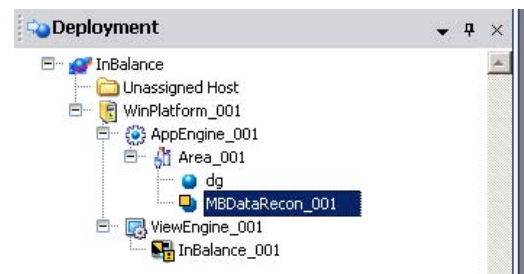 Deployment
InBalance
Unassigned Host
WinPlatform_001
AppEngine_001
Area_001
dg
MBDataRecon_001
ViewEngine_001
InBalance_001